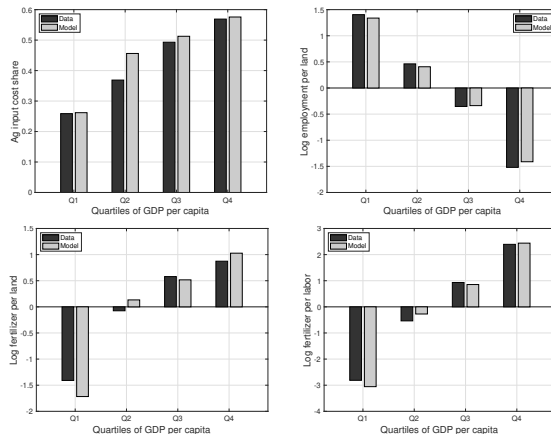 Ag input cost share
0.6
0.5
0.4
0.3
0.2
0.1
0
Data
Model
Q1 Q2 Q3 Q4
Quartiles of GDP per capita
Log employment per land
1.5
1
0.5
0
-0.5
-1
-1.5
-2
Data
Model
Q1 Q2 Q3 Q4
Quartiles of GDP per capita
Log fertilizer per land
1.5
1
0.5
0
-0.5
-1
-1.5
-2
Data
Model
Q1 Q2 Q3 Q4
Quartiles of GDP per capita
Log fertilizer per labor
3
2
1
0
-1
-2
-3
-4
Data
Model
Q1 Q2 Q3 Q4
Quartiles of GDP per capita